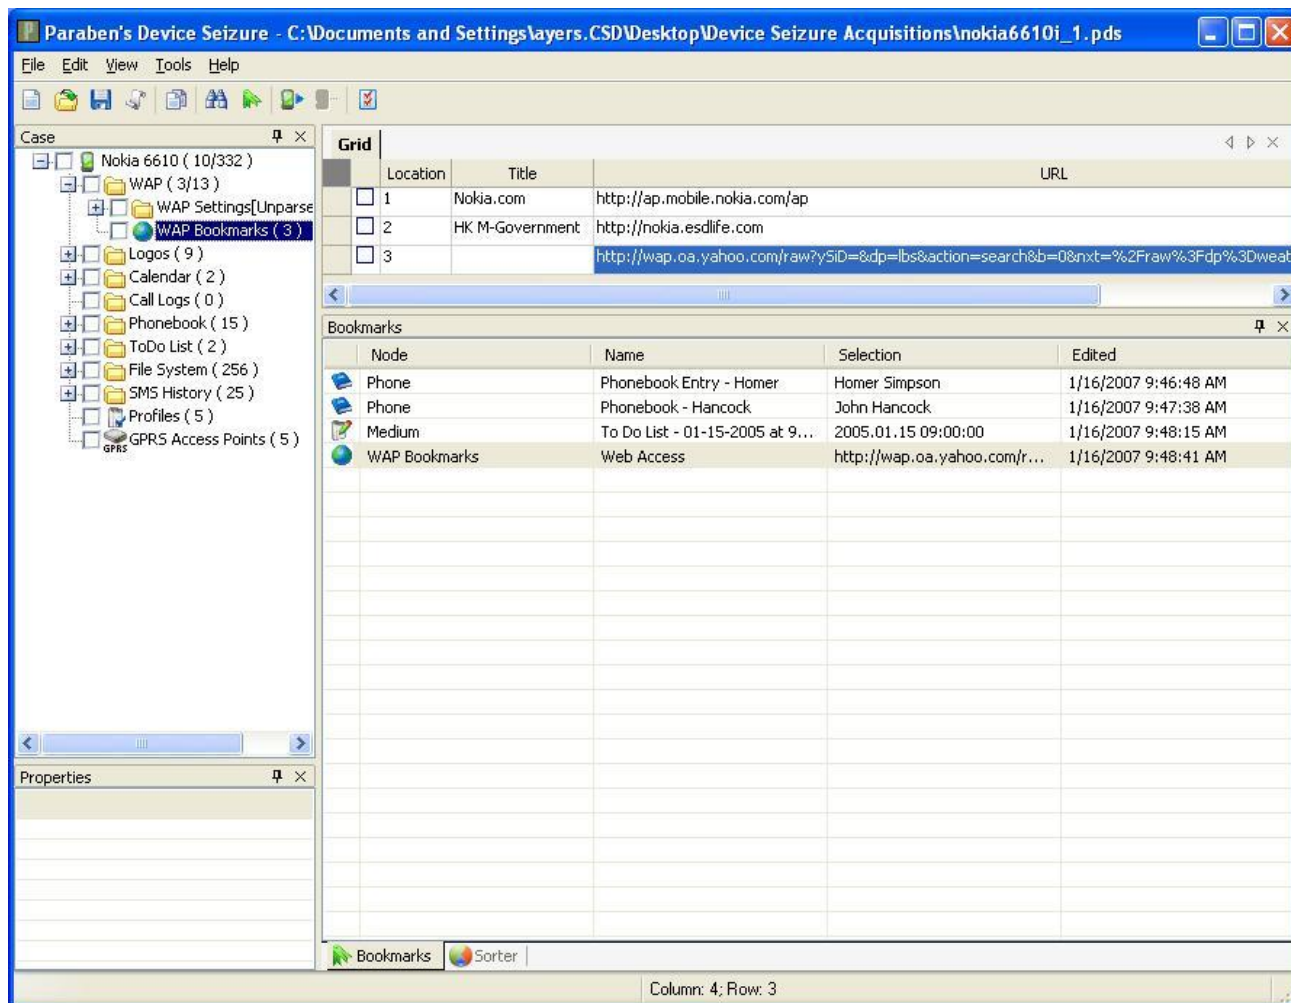 Paraben's Device Seizure - C:\Documents and Settings\ayers.CSD\Desktop\Device Seizure Acquisitions\nokia6610i_1.pds
File Edit View Tools Help
Case
Nokia 6610 ( 10/332 )
WAP ( 3/13 )
WAP Settings[Unparse
WAP Bookmarks ( 3 )
Logos ( 9 )
Calendar ( 2 )
Call Logs ( 0 )
Phonebook ( 15 )
ToDo List ( 2 )
File System ( 256 )
SMS History ( 25 )
Profiles ( 5 )
GPRS GPRS Access Points ( 5 )
Properties
Grid
Location Title URL
1 Nokia.com http://ap.mobile.nokia.com/ap
2 HK M-Government http://nokia.esdlife.com
3 http://wap.oa.yahoo.com/raw?ySiD=&dp=lbs&action=search&b=0&nxt=%2Fraw%3Fdp%3Dweat
Bookmarks
Node Name Selection Edited
Phone Phonebook Entry - Homer Homer Simpson 1/16/2007 9:46:48 AM
Phone Phonebook - Hancock John Hancock 1/16/2007 9:47:38 AM
Medium To Do List - 01-15-2005 at 9... 2005.01.15 09:00:00 1/16/2007 9:48:15 AM
WAP Bookmarks Web Access http://wap.oa.yahoo.com/r... 1/16/2007 9:48:41 AM
Bookmarks Sorter
Column: 4; Row: 3